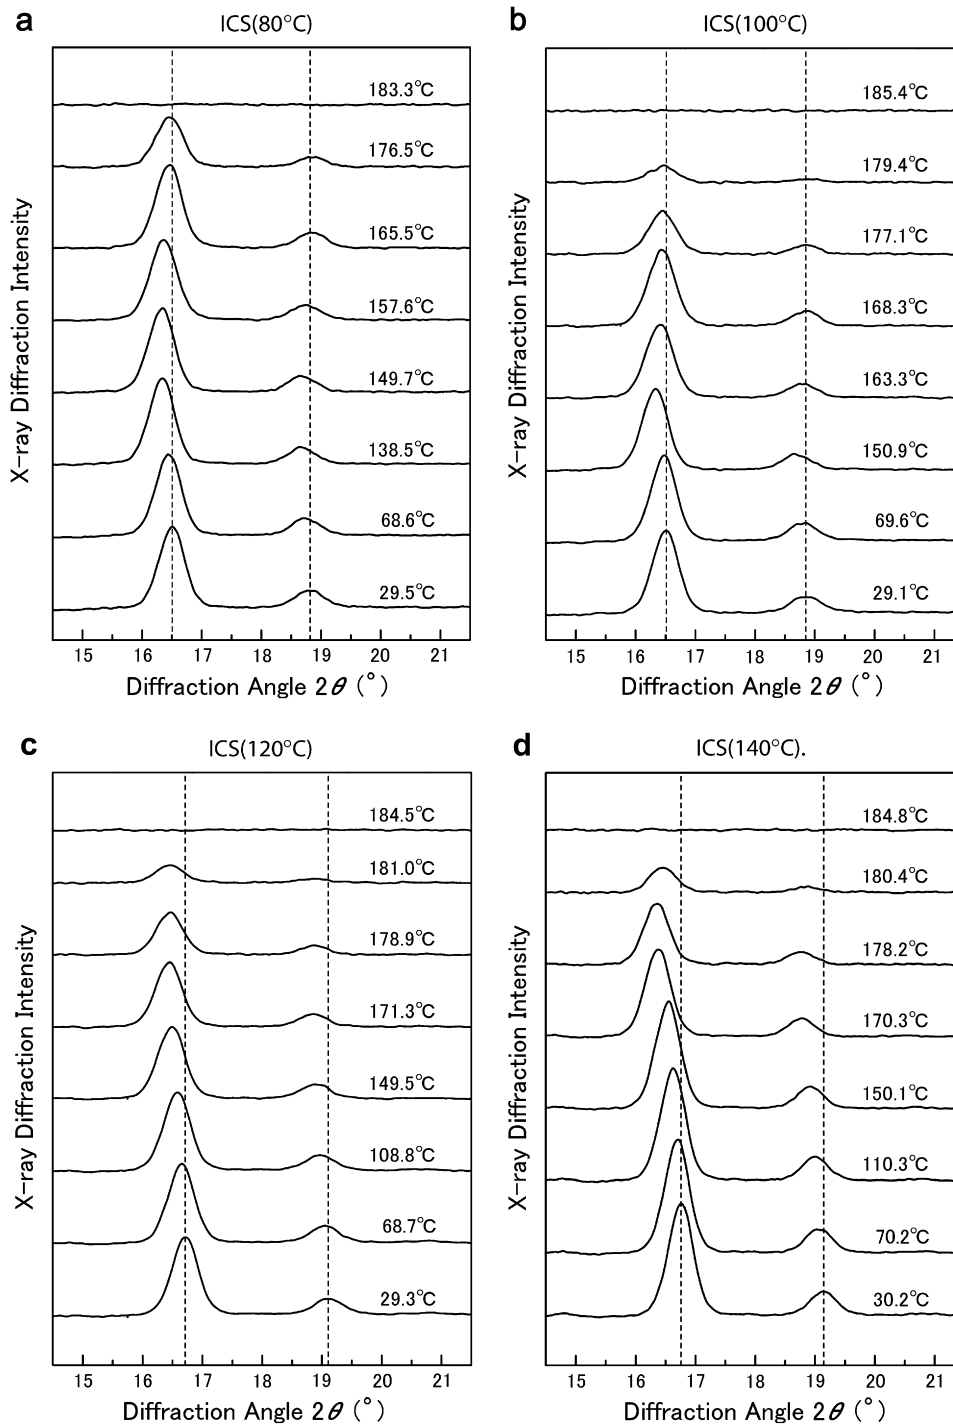 a ICS(80°C)
183.3℃
176.5℃
165.5℃
157.6℃
149.7℃
138.5℃
68.6℃
29.5℃
X-ray Diffraction Intensity
15 16 17 18 19 20 21
Diffraction Angle 2θ (°)
b ICS(100°C)
185.4℃
179.4℃
177.1℃
168.3℃
163.3℃
150.9℃
69.6℃
29.1℃
X-ray Diffraction Intensity
15 16 17 18 19 20 21
Diffraction Angle 2θ (°)
c ICS(120°C)
184.5℃
181.0℃
178.9℃
171.3℃
149.5℃
108.8℃
68.7℃
29.3℃
X-ray Diffraction Intensity
15 16 17 18 19 20 21
Diffraction Angle 2θ (°)
d ICS(140°C).
184.8℃
180.4℃
178.2℃
170.3℃
150.1℃
110.3℃
70.2℃
30.2℃
X-ray Diffraction Intensity
15 16 17 18 19 20 21
Diffraction Angle 2θ (°)